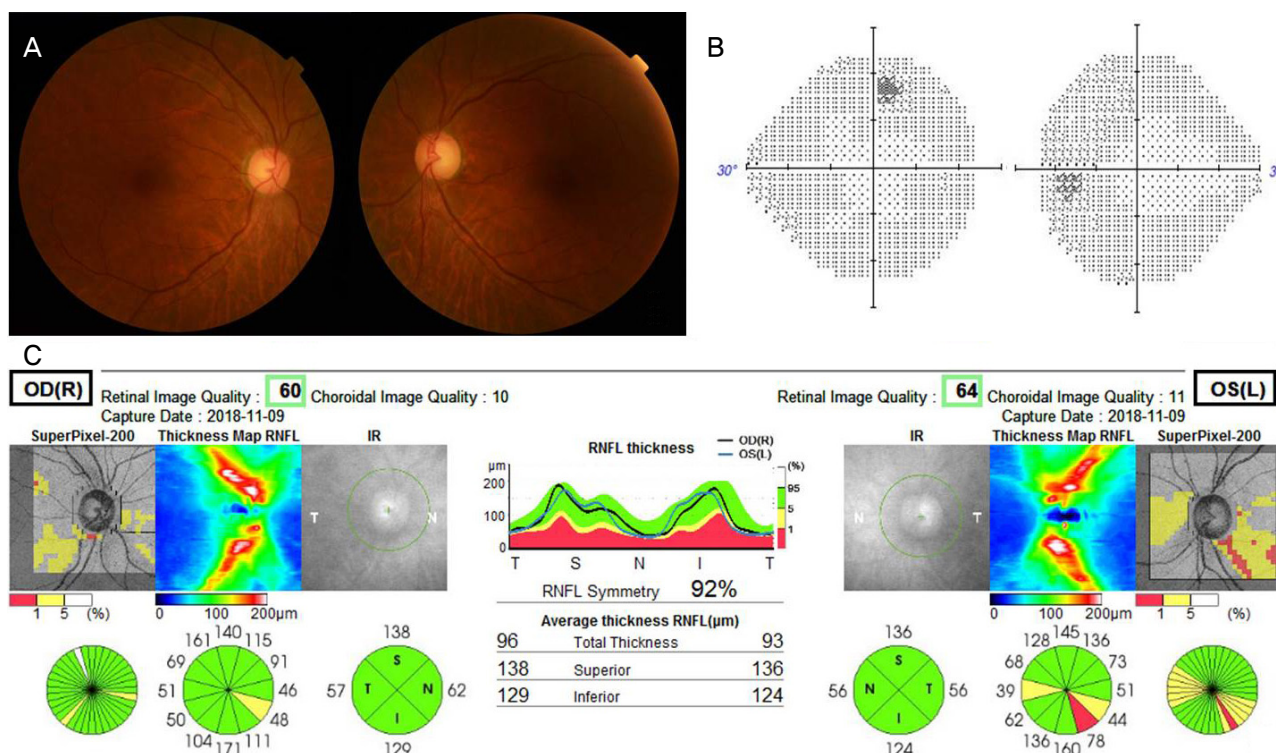 A
B
30°
3
C
OD(R)
Retinal Image Quality : 60 Choroidal Image Quality : 10
Capture Date : 2018-11-09
SuperPixel-200 Thickness Map RNFL IR
T N
1 5 (%)
0 100 200µm
161 140 115
69 91
51 46
50 48
104 171 111
138
57 T S N I 62
129
RNFL thickness
OD(R)
OS(L)
µm
200
100
0
(%)
95
5
1
T S N I T
RNFL Symmetry 92%
Average thickness RNFL(µm)
96 Total Thickness 93
138 Superior 136
129 Inferior 124
Retinal Image Quality : 64 Choroidal Image Quality : 11
OS(L)
Capture Date : 2018-11-09
IR Thickness Map RNFL SuperPixel-200
N T
0 100 200µm
1 5 (%)
136
56 N S T I 56
124
128 145 136
68 73
39 51
62 44
136 160 78